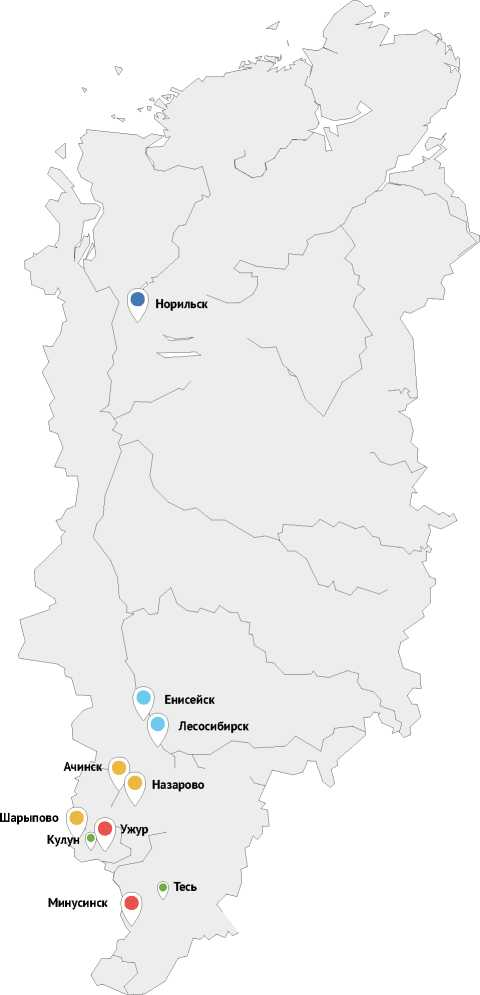 Норильск
Енисейск
Лесосибирск
Ачинск
Назарово
Шарыпово
Ужур
Кулун
Тесь
Минусинск